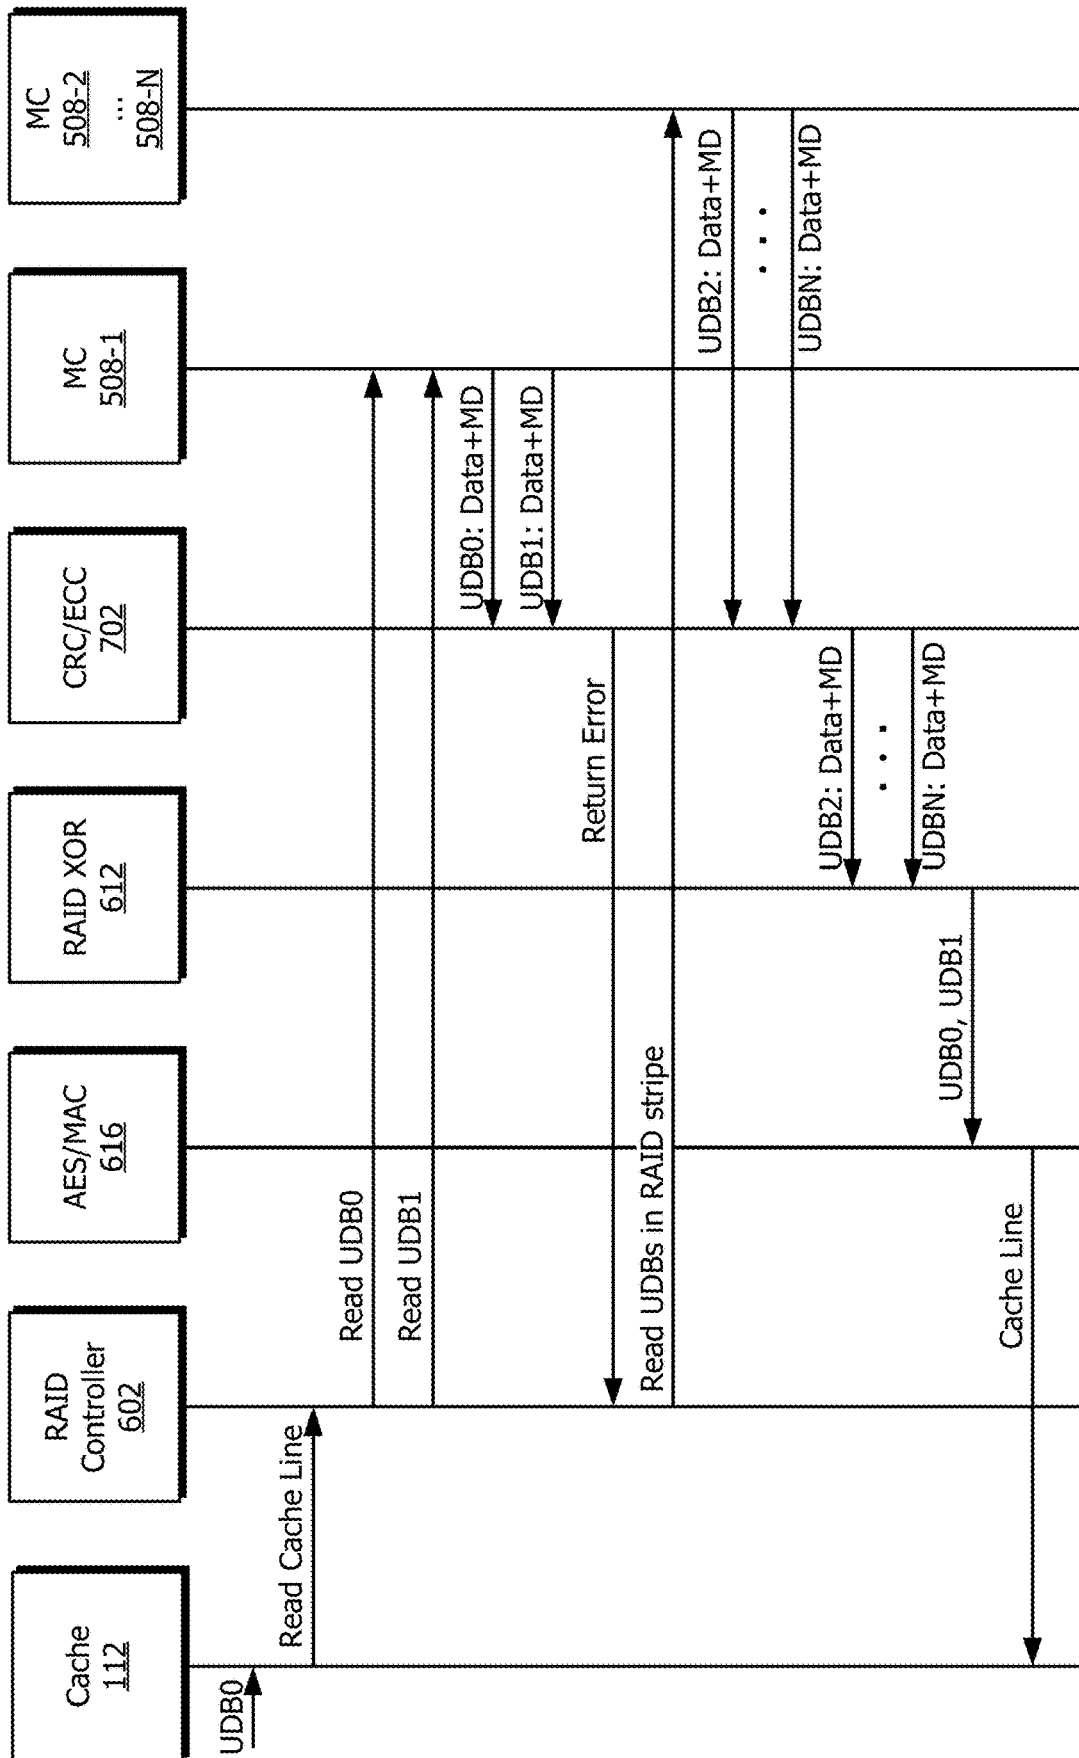 Cache
112
RAID
Controller
602
AES/MAC
616
RAID XOR
612
CRC/ECC
702
MC
508-1
MC
508-2
...
508-N
UDB0
Read Cache Line
Read UDB0
Read UDB1
UDB0: Data+MD
UDB1: Data+MD
Return Error
Read UDBs in RAID stripe
UDB2: Data+MD
...
UDBN: Data+MD
UDB2: Data+MD
...
UDBN: Data+MD
UDB0, UDB1
Cache Line